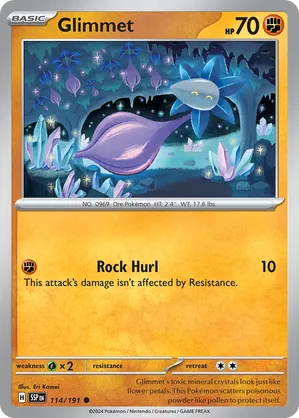 BASIC
Glimmet
HP 70
NO. 0969 Ore Pokémon HT: 2'4" WT: 17.6 lbs.
Rock Hurl 10
This attack's damage isn't affected by Resistance.
weakness ×2 resistance retreat
Illus. Eri Kamei
H SSP EN 114/191
Glimmet's toxic mineral crystals look just like
flower petals. This Pokémon scatters poisonous
powder like pollen to protect itself.
©2024 Pokémon / Nintendo / Creatures / GAME FREAK